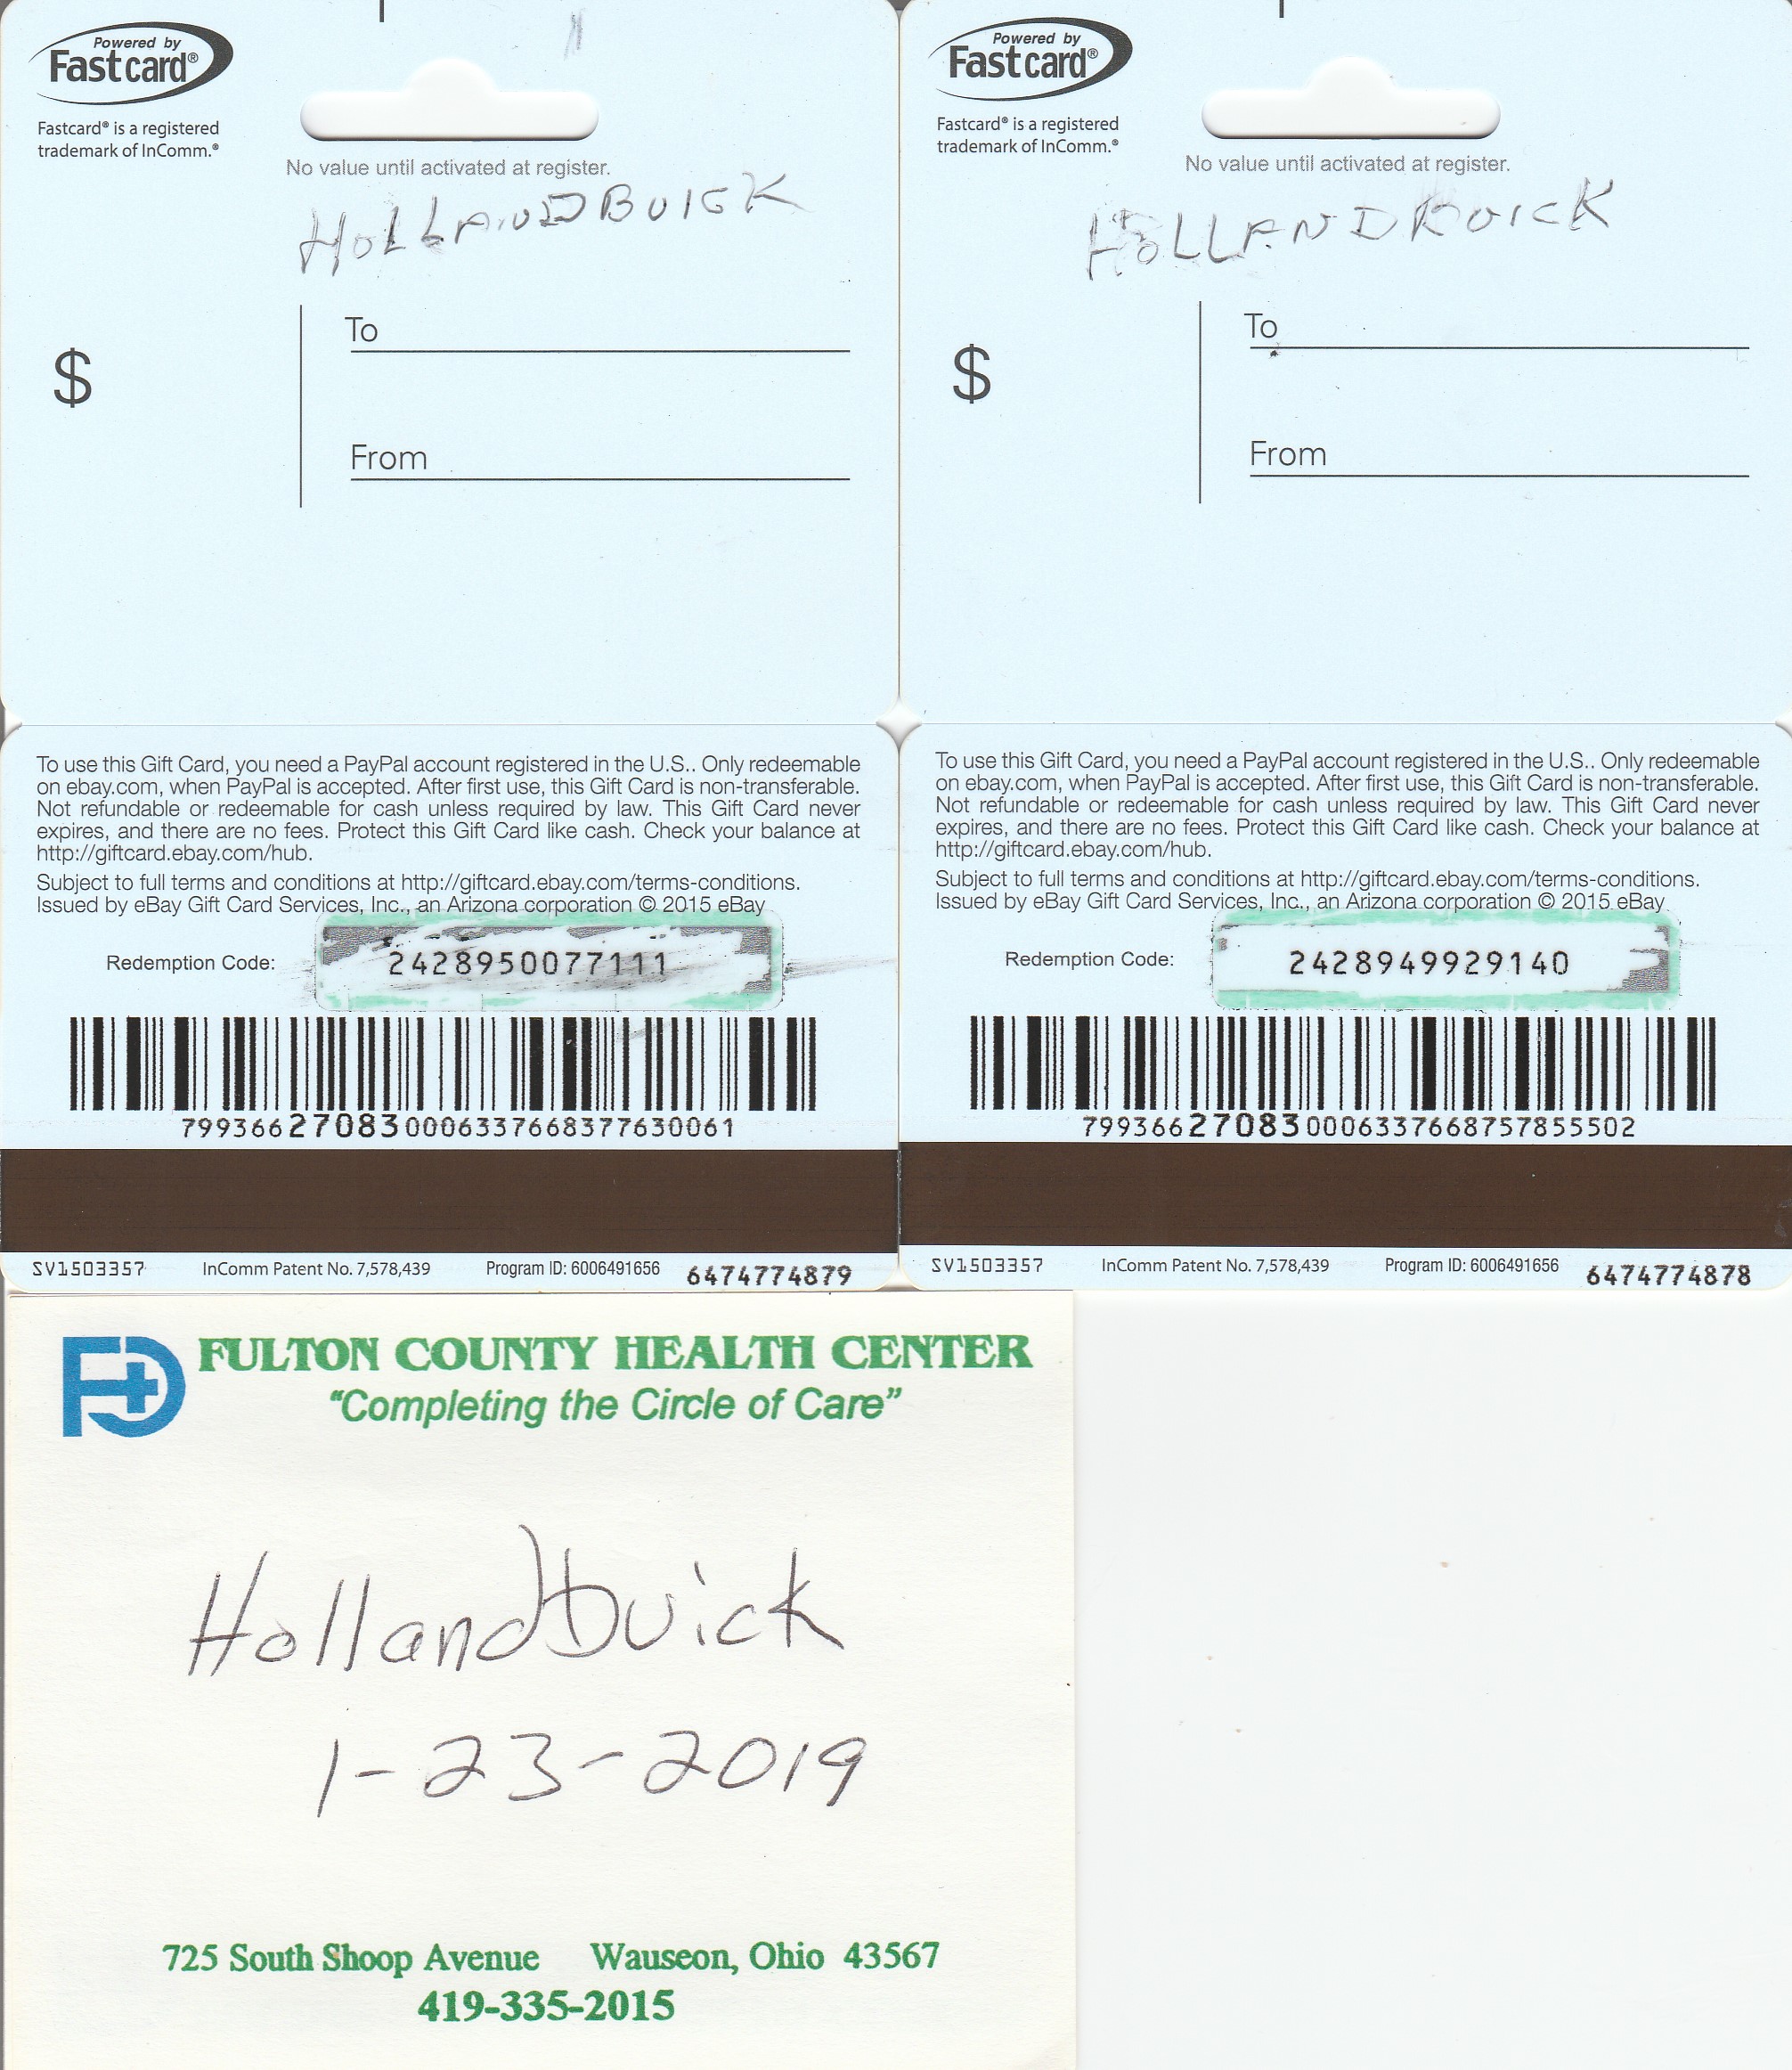 Powered by
Fastcard®
Fastcard® is a registered
trademark of InComm.®
No value until activated at register.
HOLLANDBUICK
To
$
From
To use this Gift Card, you need a PayPal account registered in the U.S.. Only redeemable
on ebay.com, when PayPal is accepted. After first use, this Gift Card is non-transferable.
Not refundable or redeemable for cash unless required by law. This Gift Card never
expires, and there are no fees. Protect this Gift Card like cash. Check your balance at
http://giftcard.ebay.com/hub.
Subject to full terms and conditions at http://giftcard.ebay.com/terms-conditions.
Issued by eBay Gift Card Services, Inc., an Arizona corporation © 2015 eBay
Redemption Code: 2428950077111
799366270830006337668377630061
SV1503357 InComm Patent No. 7,578,439 Program ID: 6006491656 6474774879
Powered by
Fastcard®
Fastcard® is a registered
trademark of InComm.®
No value until activated at register.
HOLLANDBUICK
To
$
From
To use this Gift Card, you need a PayPal account registered in the U.S.. Only redeemable
on ebay.com, when PayPal is accepted. After first use, this Gift Card is non-transferable.
Not refundable or redeemable for cash unless required by law. This Gift Card never
expires, and there are no fees. Protect this Gift Card like cash. Check your balance at
http://giftcard.ebay.com/hub.
Subject to full terms and conditions at http://giftcard.ebay.com/terms-conditions.
Issued by eBay Gift Card Services, Inc., an Arizona corporation © 2015 eBay
Redemption Code: 2428949929140
799366270830006337668757855502
SV1503357 InComm Patent No. 7,578,439 Program ID: 6006491656 6474774878
FULTON COUNTY HEALTH CENTER
"Completing the Circle of Care"
Hollandbuick
1-23-2019
725 South Shoop Avenue Wauseon, Ohio 43567
419-335-2015